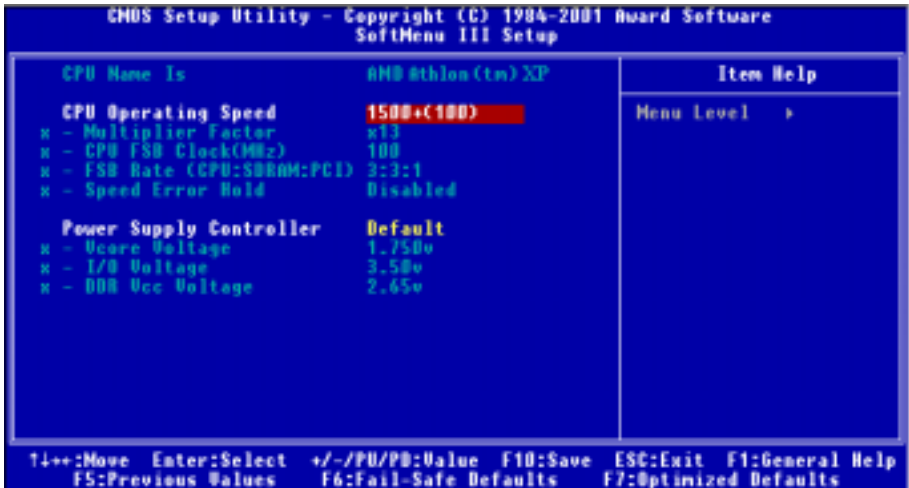 CMOS Setup Utility - Copyright (C) 1984-2001 Award Software
SoftMenu III Setup
CPU Name Is AMD Athlon(tm) XP
Item Help
CPU Operating Speed 1500+(100)
Menu Level ▸
x - Multiplier Factor x13
x - CPU FSB Clock(MHz) 100
x - FSB Rate (CPU:SDRAM:PCI) 3:3:1
x - Speed Error Hold Disabled
Power Supply Controller Default
x - Vcore Voltage 1.750v
x - I/O Voltage 3.50v
x - DDR Vcc Voltage 2.65v
↑↓→←:Move Enter:Select +/-/PU/PD:Value F10:Save ESC:Exit F1:General Help
F5:Previous Values F6:Fail-Safe Defaults F7:Optimized Defaults